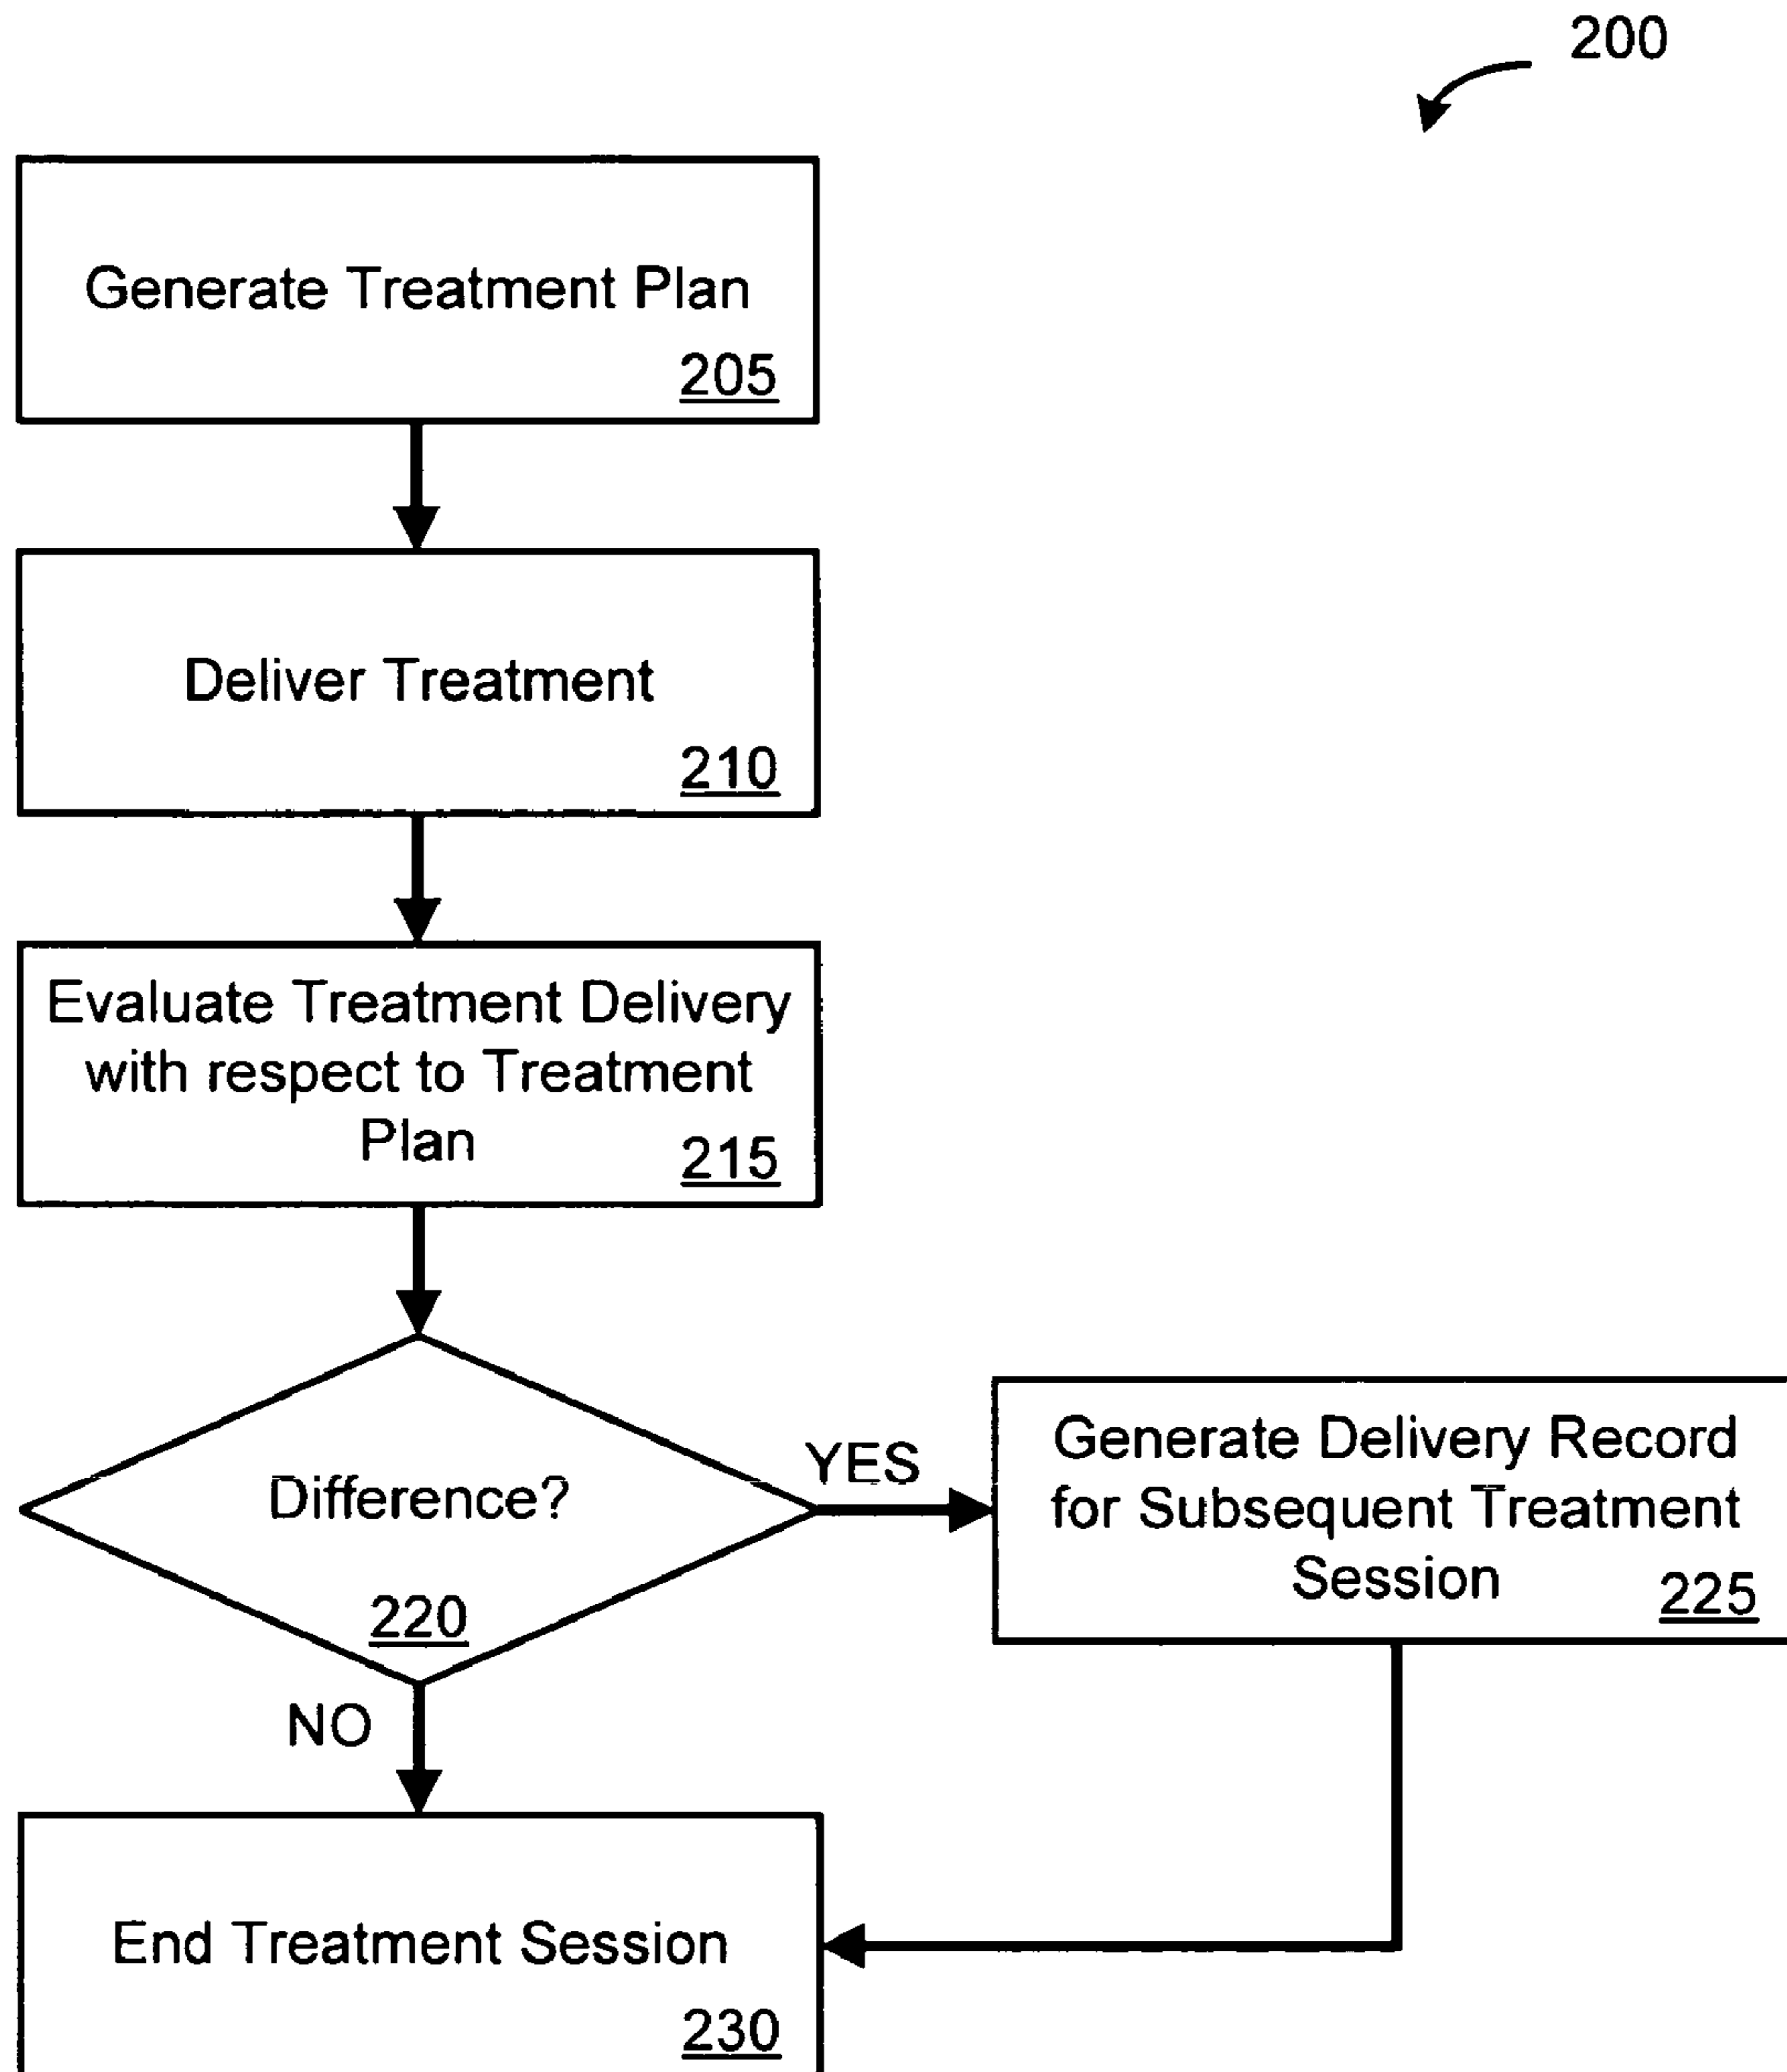 200
Generate Treatment Plan
205
Deliver Treatment
210
Evaluate Treatment Delivery
with respect to Treatment
Plan
215
Difference?
220
YES
Generate Delivery Record
for Subsequent Treatment
Session
225
NO
End Treatment Session
230